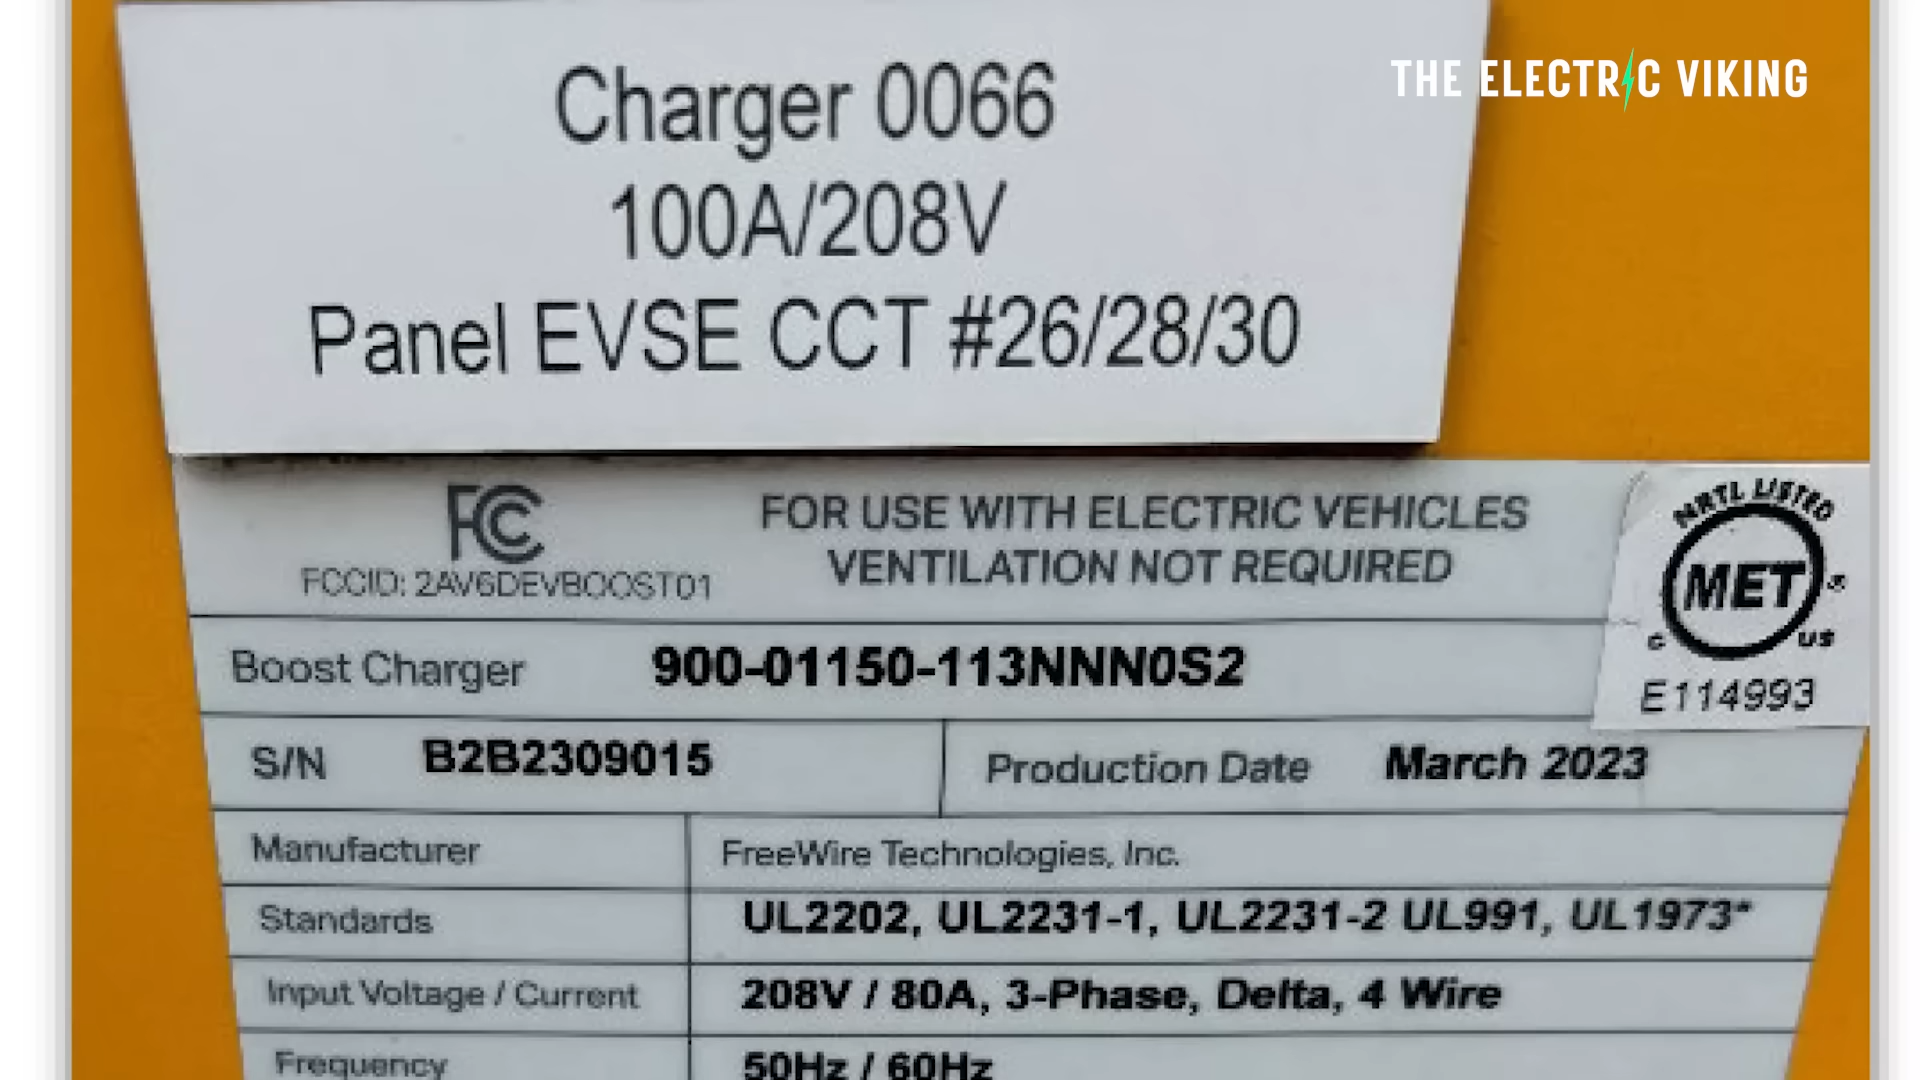 THE ELECTRIC VIKING
Charger 0066
100A/208V
Panel EVSE CCT #26/28/30
FC
FCCID: 2AV6DEVBOOST01
FOR USE WITH ELECTRIC VEHICLES
VENTILATION NOT REQUIRED
NRTL LISTED
MET ®
C US
E114993
Boost Charger 900-01150-113NNN0S2
S/N B2B2309015 Production Date March 2023
Manufacturer FreeWire Technologies, Inc.
Standards UL2202, UL2231-1, UL2231-2 UL991, UL1973*
Input Voltage / Current 208V / 80A, 3-Phase, Delta, 4 Wire
Frequency 50Hz / 60Hz